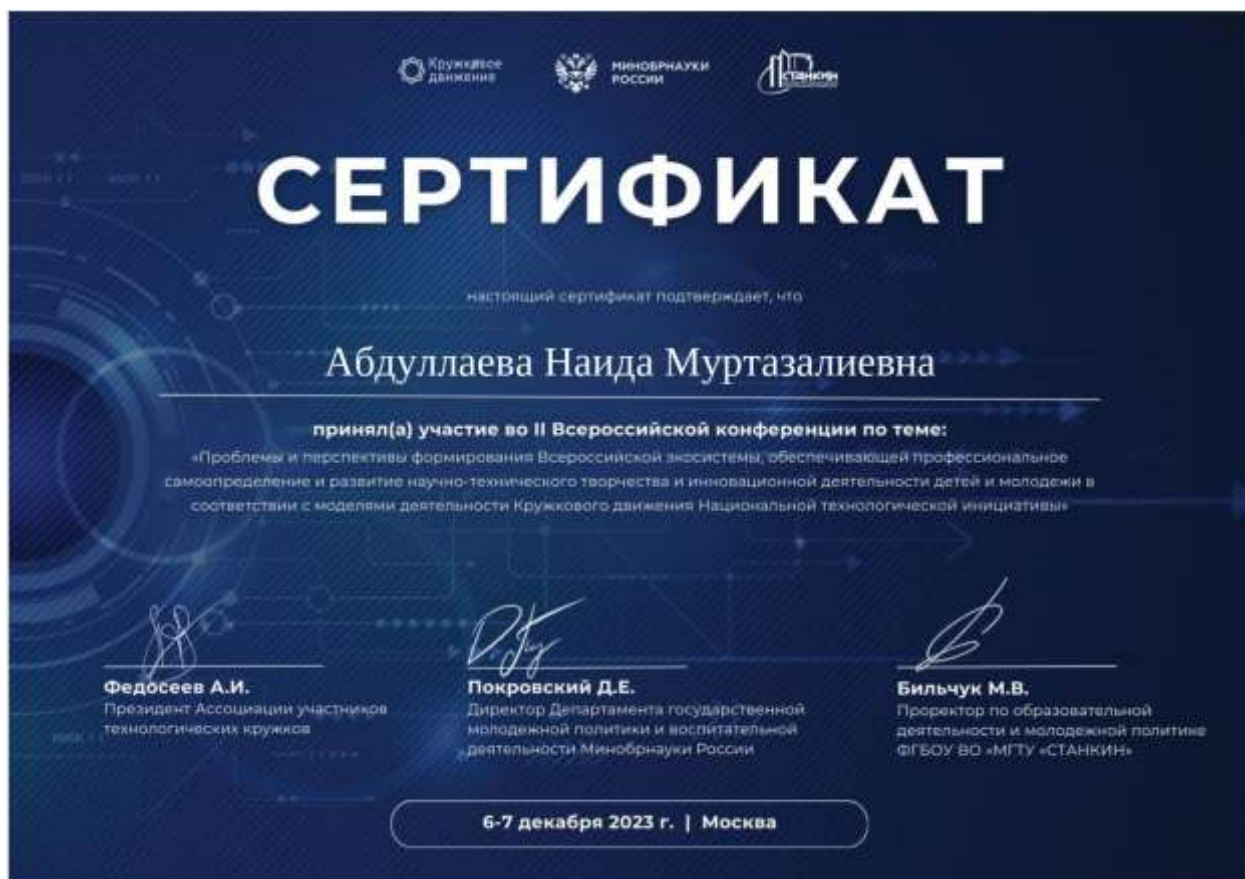 Кружковое
движение
МИНОБРНАУКИ
РОССИИ
СТАНКИН
СЕРТИФИКАТ
настоящий сертификат подтверждает, что
Абдуллаева Наида Муртазалиевна
принял(а) участие во II Всероссийской конференции по теме:
«Проблемы и перспективы формирования Всероссийской экосистемы, обеспечивающей профессиональное
самоопределение и развитие научно-технического творчества и инновационной деятельности детей и молодежи в
соответствии с моделями деятельности Кружкового движения Национальной технологической инициативы»
Федосеев А.И.
Президент Ассоциации участников
технологических кружков
Покровский Д.Е.
Директор Департамента государственной
молодежной политики и воспитательной
деятельности Минобрнауки России
Бильчук М.В.
Проректор по образовательной
деятельности и молодежной политике
ФГБОУ ВО «МГТУ «СТАНКИН»
6-7 декабря 2023 г. | Москва